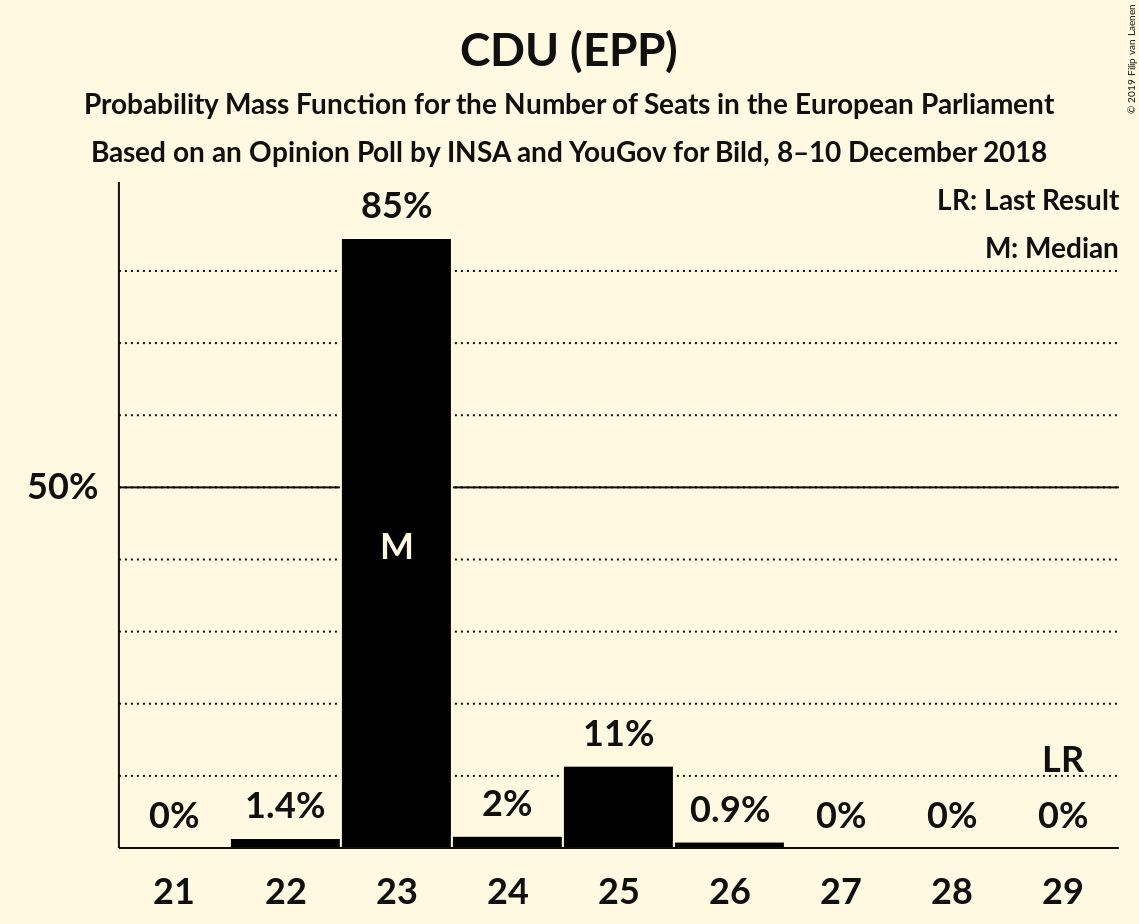 CDU (EPP)
Probability Mass Function for the Number of Seats in the European Parliament
Based on an Opinion Poll by INSA and YouGov for Bild, 8–10 December 2018
© 2019 Filip van Laenen
LR: Last Result
M: Median
85%
50%
M
11%
LR
0%
1.4%
2%
0.9%
0%
0%
0%
21
22
23
24
25
26
27
28
29